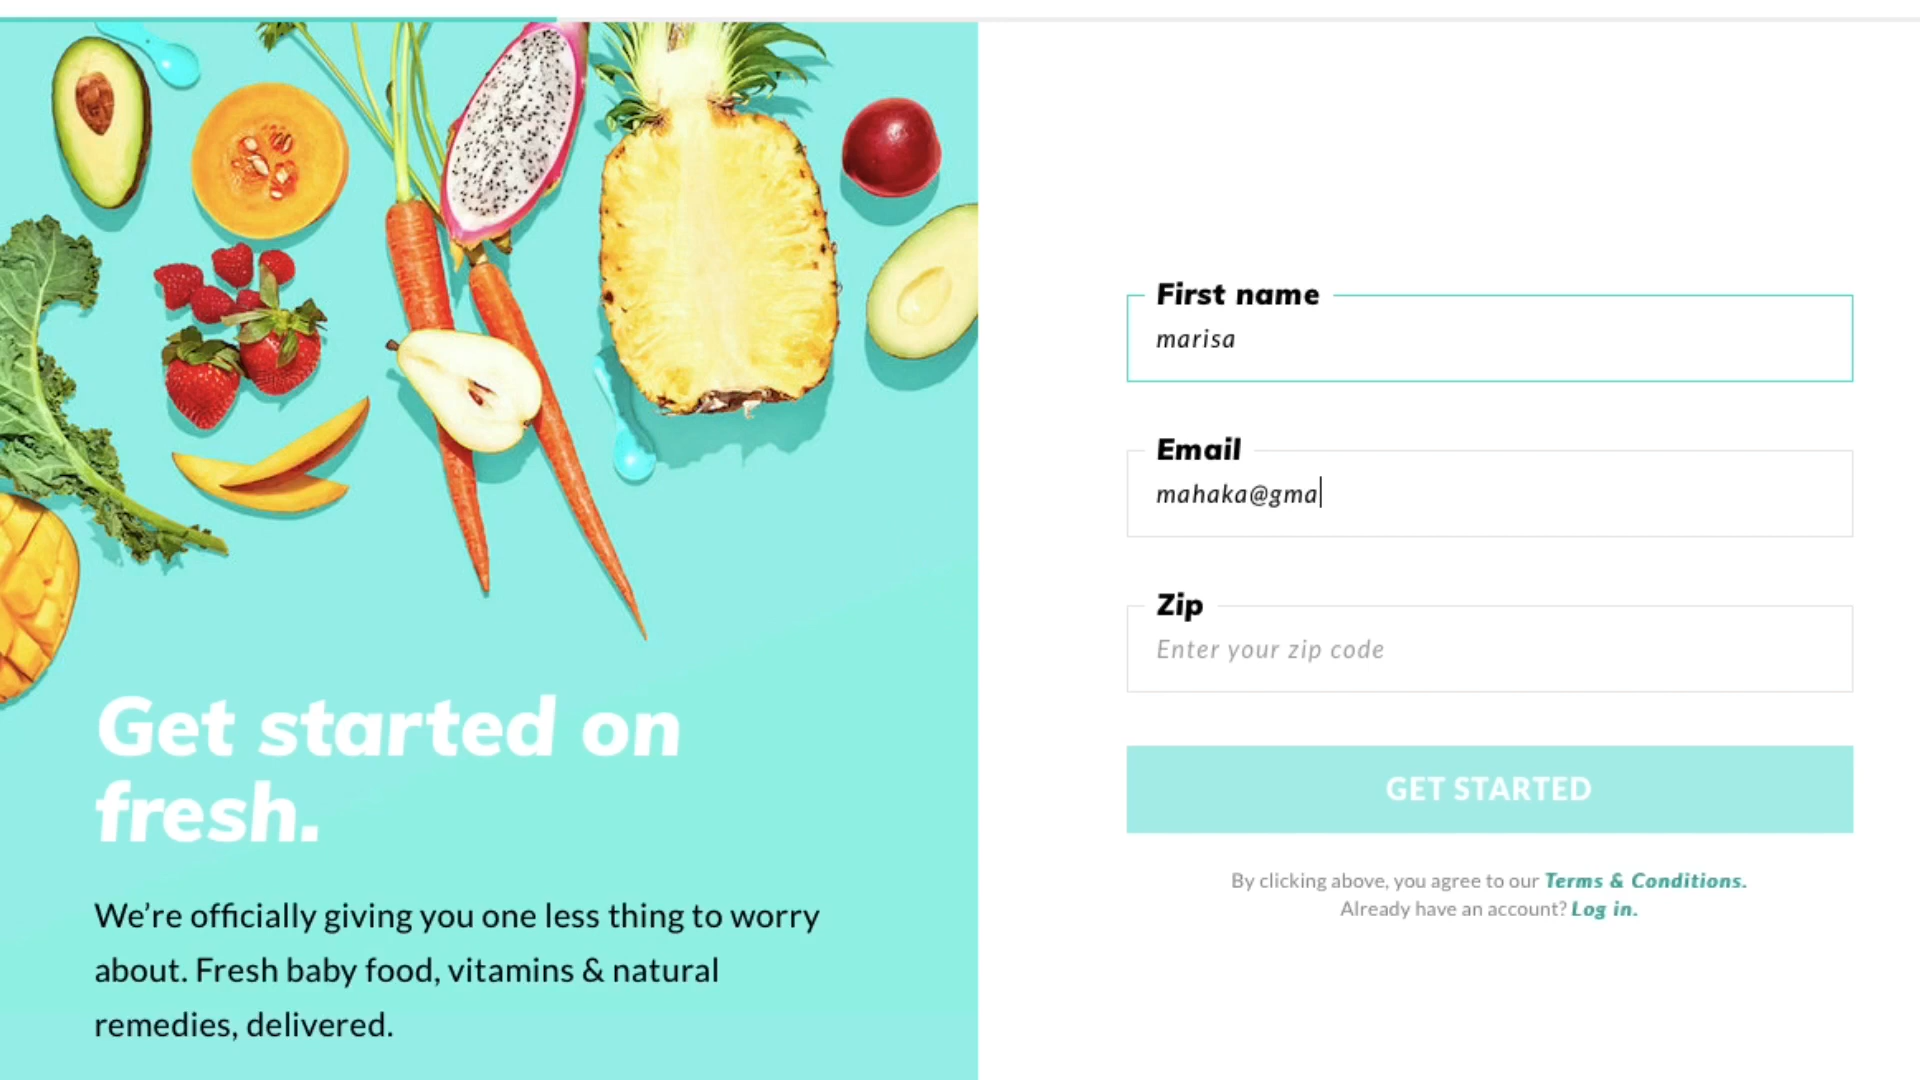 Get started on
fresh.
We’re officially giving you one less thing to worry
about. Fresh baby food, vitamins & natural
remedies, delivered.
First name
marisa
Email
mahaka@gma
Zip
Enter your zip code
GET STARTED
By clicking above, you agree to our Terms & Conditions.
Already have an account? Log in.